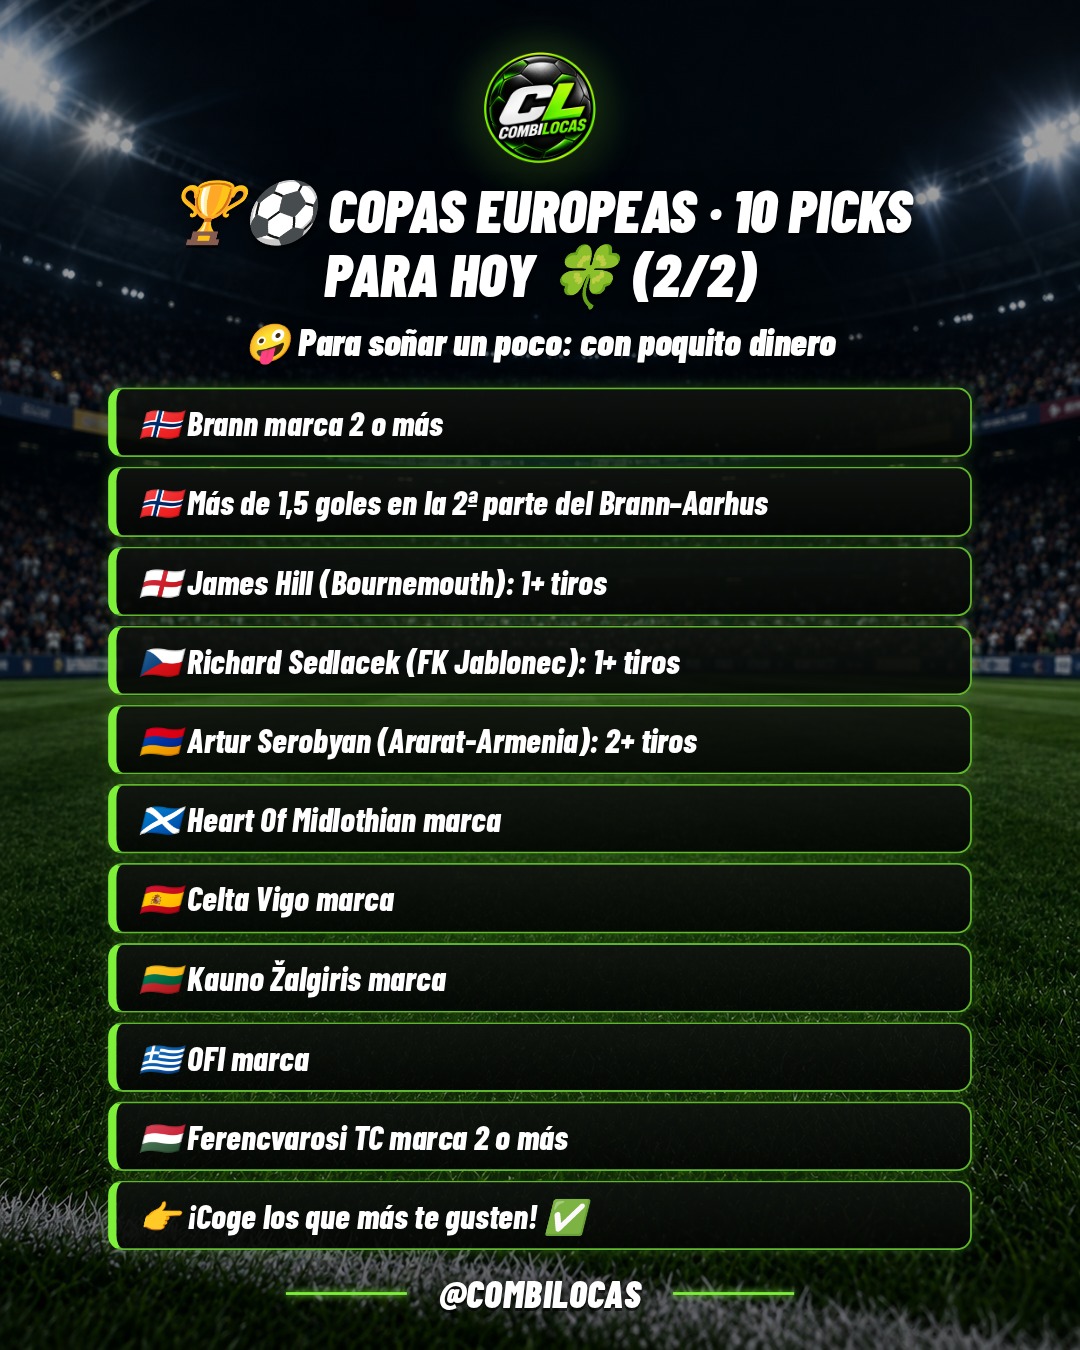 CL
COMBILOCAS
🏆⚽ COPAS EUROPEAS · 10 PICKS
PARA HOY 🍀 (2/2)
🤪 Para soñar un poco: con poquito dinero
🇳🇴 Brann marca 2 o más
🇳🇴 Más de 1,5 goles en la 2ª parte del Brann–Aarhus
🏴󠁧󠁢󠁥󠁮󠁧󠁿 James Hill (Bournemouth): 1+ tiros
🇨🇿 Richard Sedlacek (FK Jablonec): 1+ tiros
🇦🇲 Artur Serobyan (Ararat-Armenia): 2+ tiros
🏴󠁧󠁢󠁳󠁣󠁴󠁿 Heart Of Midlothian marca
🇪🇸 Celta Vigo marca
🇱🇹 Kauno Žalgiris marca
🇬🇷 OFI marca
🇭🇺 Ferencvarosi TC marca 2 o más
👉 ¡Coge los que más te gusten! ✅
@COMBILOCAS